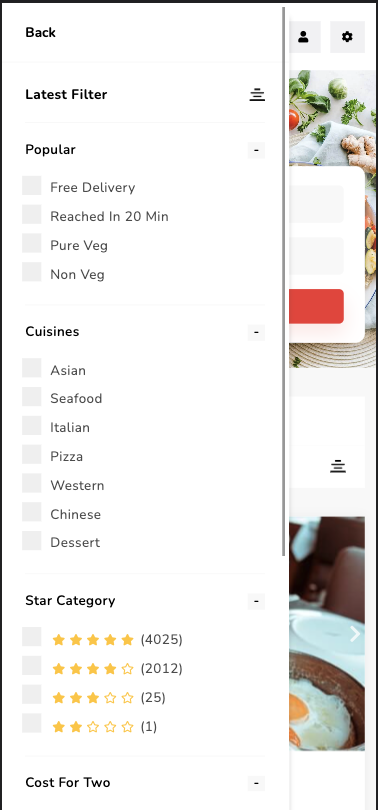 Back
Latest Filter
Popular -
Free Delivery
Reached In 20 Min
Pure Veg
Non Veg
Cuisines -
Asian
Seafood
Italian
Pizza
Western
Chinese
Dessert
Star Category -
(4025)
(2012)
(25)
(1)
Cost For Two -